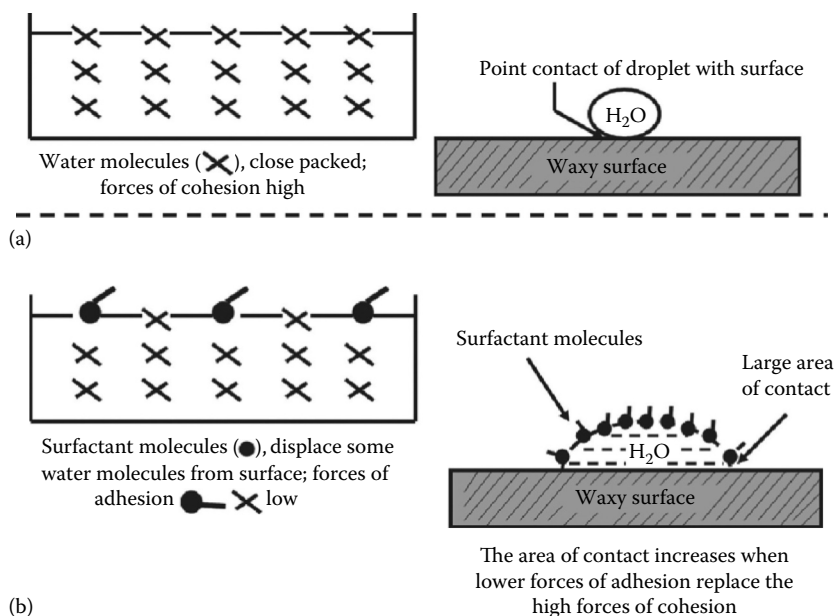 Point contact of droplet with surface
H₂O
Waxy surface
Water molecules (X), close packed;
forces of cohesion high
(a)
Surfactant molecules
Large area
of contact
H₂O
Surfactant molecules (●), displace some
water molecules from surface; forces of
adhesion low
Waxy surface
The area of contact increases when
lower forces of adhesion replace the
high forces of cohesion
(b)